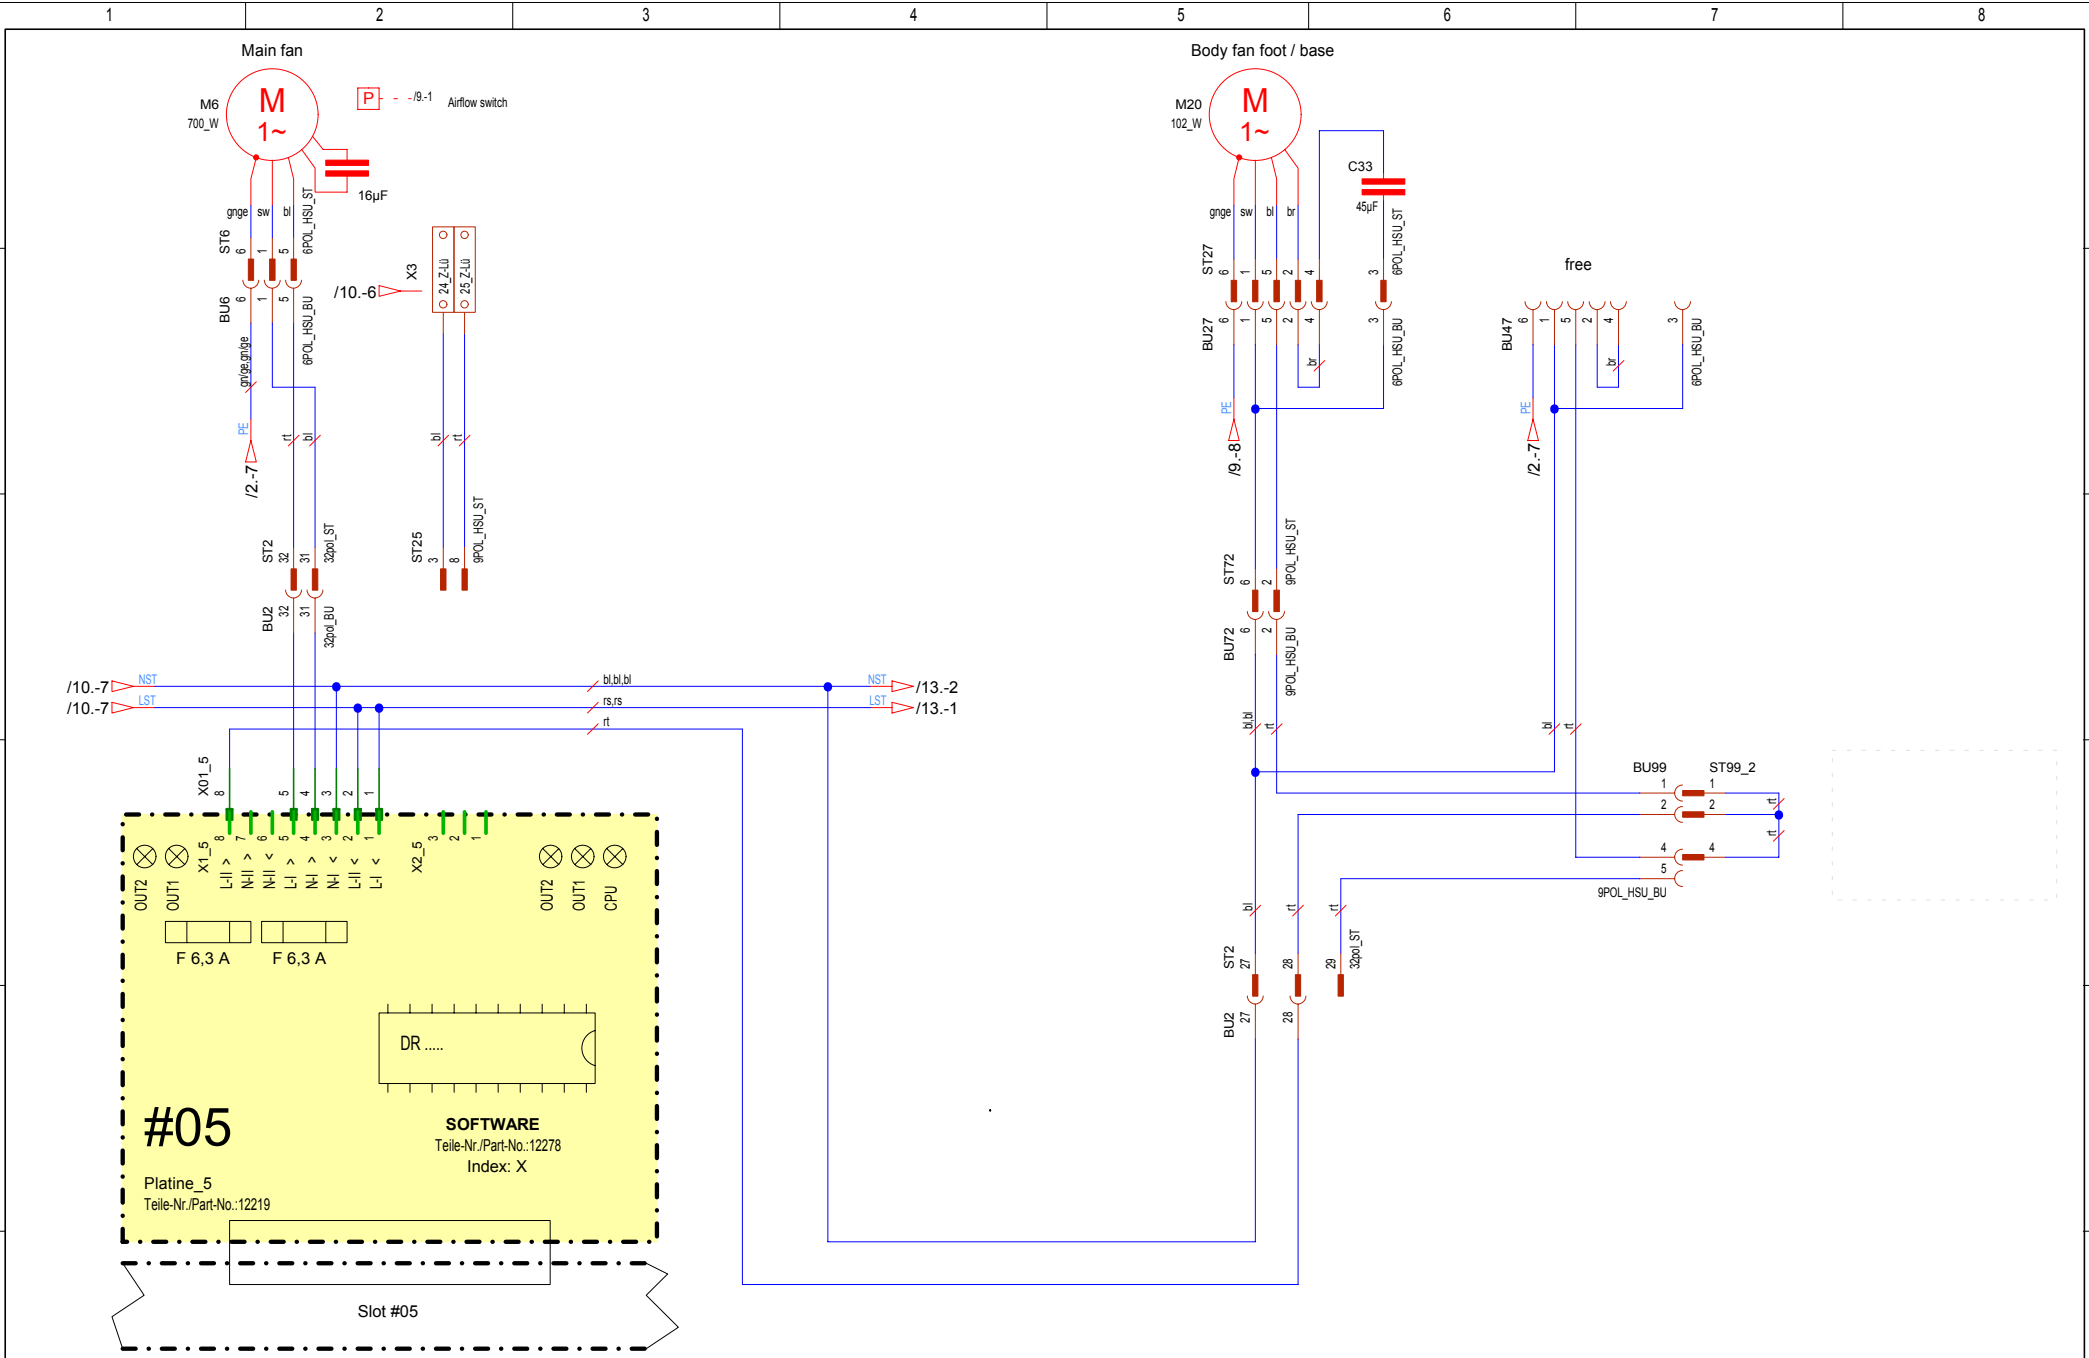 1 2 3 4 5 6 7 8
Main fan
M6
700_W
M
1~
P
/9.-1
Airflow switch
16µF
gnge sw bl
ST6
6 1 5
6POL_HSU_ST
BU6
6 1 5
6POL_HSU_BU
gn/ge,gn/ge
PE
/2.-7
rt
bl
/10.-6
X3
24_Z-Lü
25_Z-Lü
bl
rt
ST25
3 8
9POL_HSU_ST
ST2
32 31
32pol_ST
BU2
32 31
32pol_BU
/10.-7
NST
bl,bl,bl
NST
/13.-2
/10.-7
LST
rs,rs
LST
/13.-1
rt
X01_5
8 5 4 3 2 1
X1_5
8 7 6 5 4 3 2 1
L-II >
N-II >
N-II <
L-I >
N-I >
N-I <
L-II <
L-I <
X2_5
3 2 1
OUT2
OUT1
OUT2
OUT1
CPU
F 6,3 A
F 6,3 A
DR .....
#05
SOFTWARE
Teile-Nr./Part-No.:12278
Index: X
Platine_5
Teile-Nr./Part-No.:12219
Slot #05
Body fan foot / base
M20
102_W
M
1~
C33
45µF
gnge sw bl br
ST27
6 1 5 2 4 3
6POL_HSU_ST
BU27
6 1 5 2 4 3
6POL_HSU_BU
br
PE
/9.-8
free
BU47
6 1 5 2 4 3
6POL_HSU_BU
br
PE
/2.-7
ST72
6 2
9POL_HSU_ST
BU72
6 2
9POL_HSU_BU
bl,bl
rt
bl
rt
BU99
ST99_2
1 1
2 2
4 4
5
rt
rt
9POL_HSU_BU
bl
rt
rt
ST2
27 28 29
32pol_ST
BU2
27 28